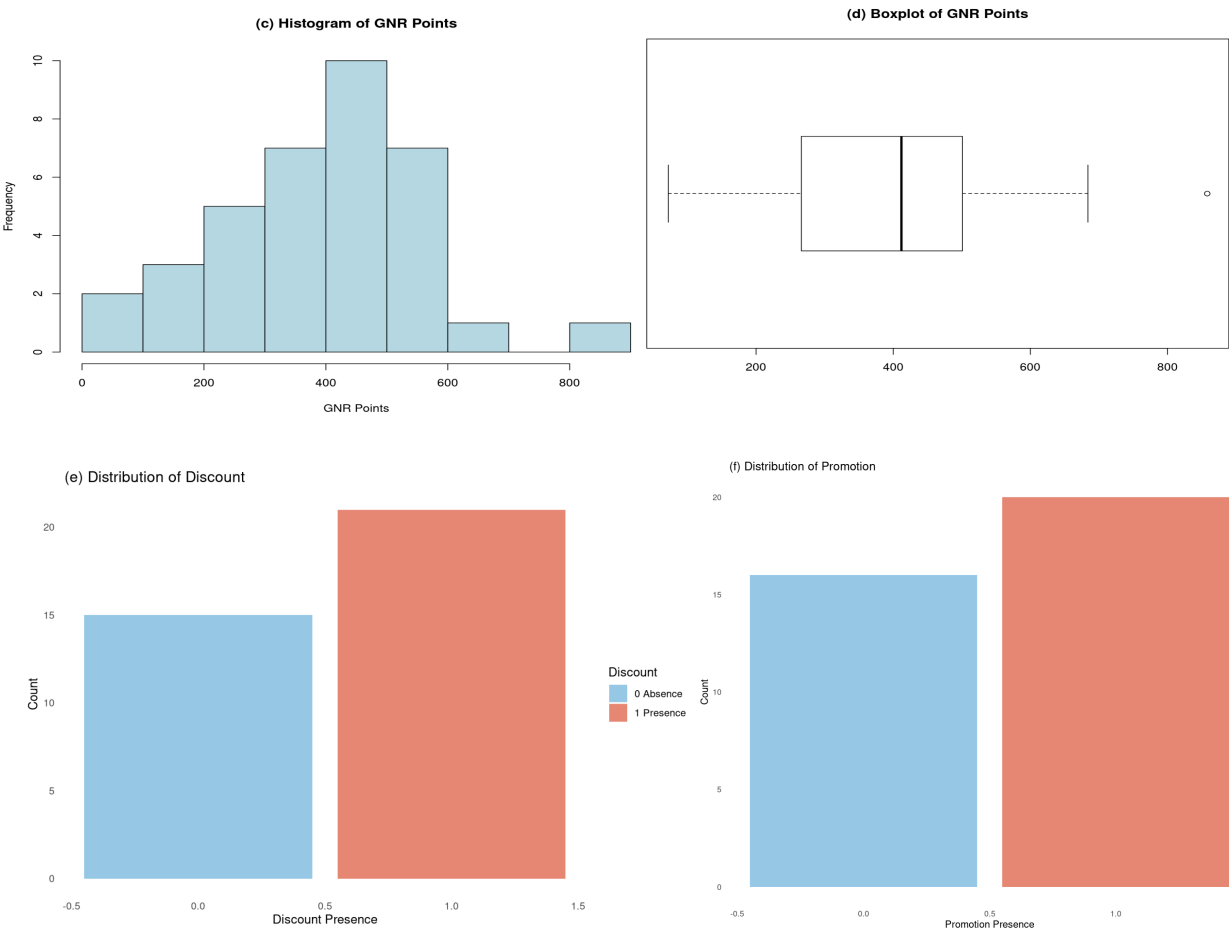 (c) Histogram of GNR Points
10
8
6
4
2
0
Frequency
0 200 400 600 800
GNR Points
(d) Boxplot of GNR Points
200 400 600 800
(e) Distribution of Discount
20
15
10
5
0
Count
-0.5 0.0 0.5 1.0 1.5
Discount Presence
Discount
0 Absence
1 Presence
(f) Distribution of Promotion
20
15
10
5
0
Count
-0.5 0.0 0.5 1.0
Promotion Presence